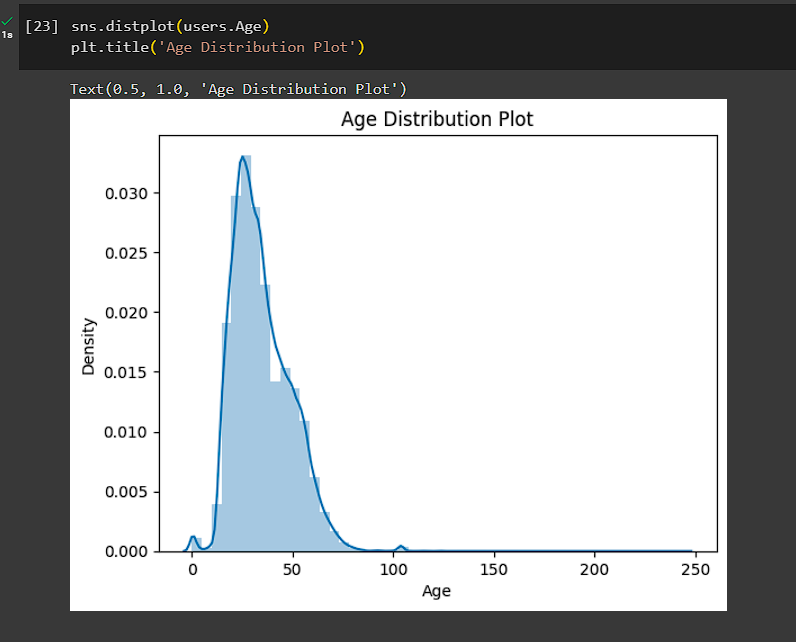 [23] sns.distplot(users.Age)
1s
plt.title('Age Distribution Plot')
Text(0.5, 1.0, 'Age Distribution Plot')
Age Distribution Plot
0.030
0.025
0.020
0.015
0.010
0.005
0.000
Density
0 50 100 150 200 250
Age